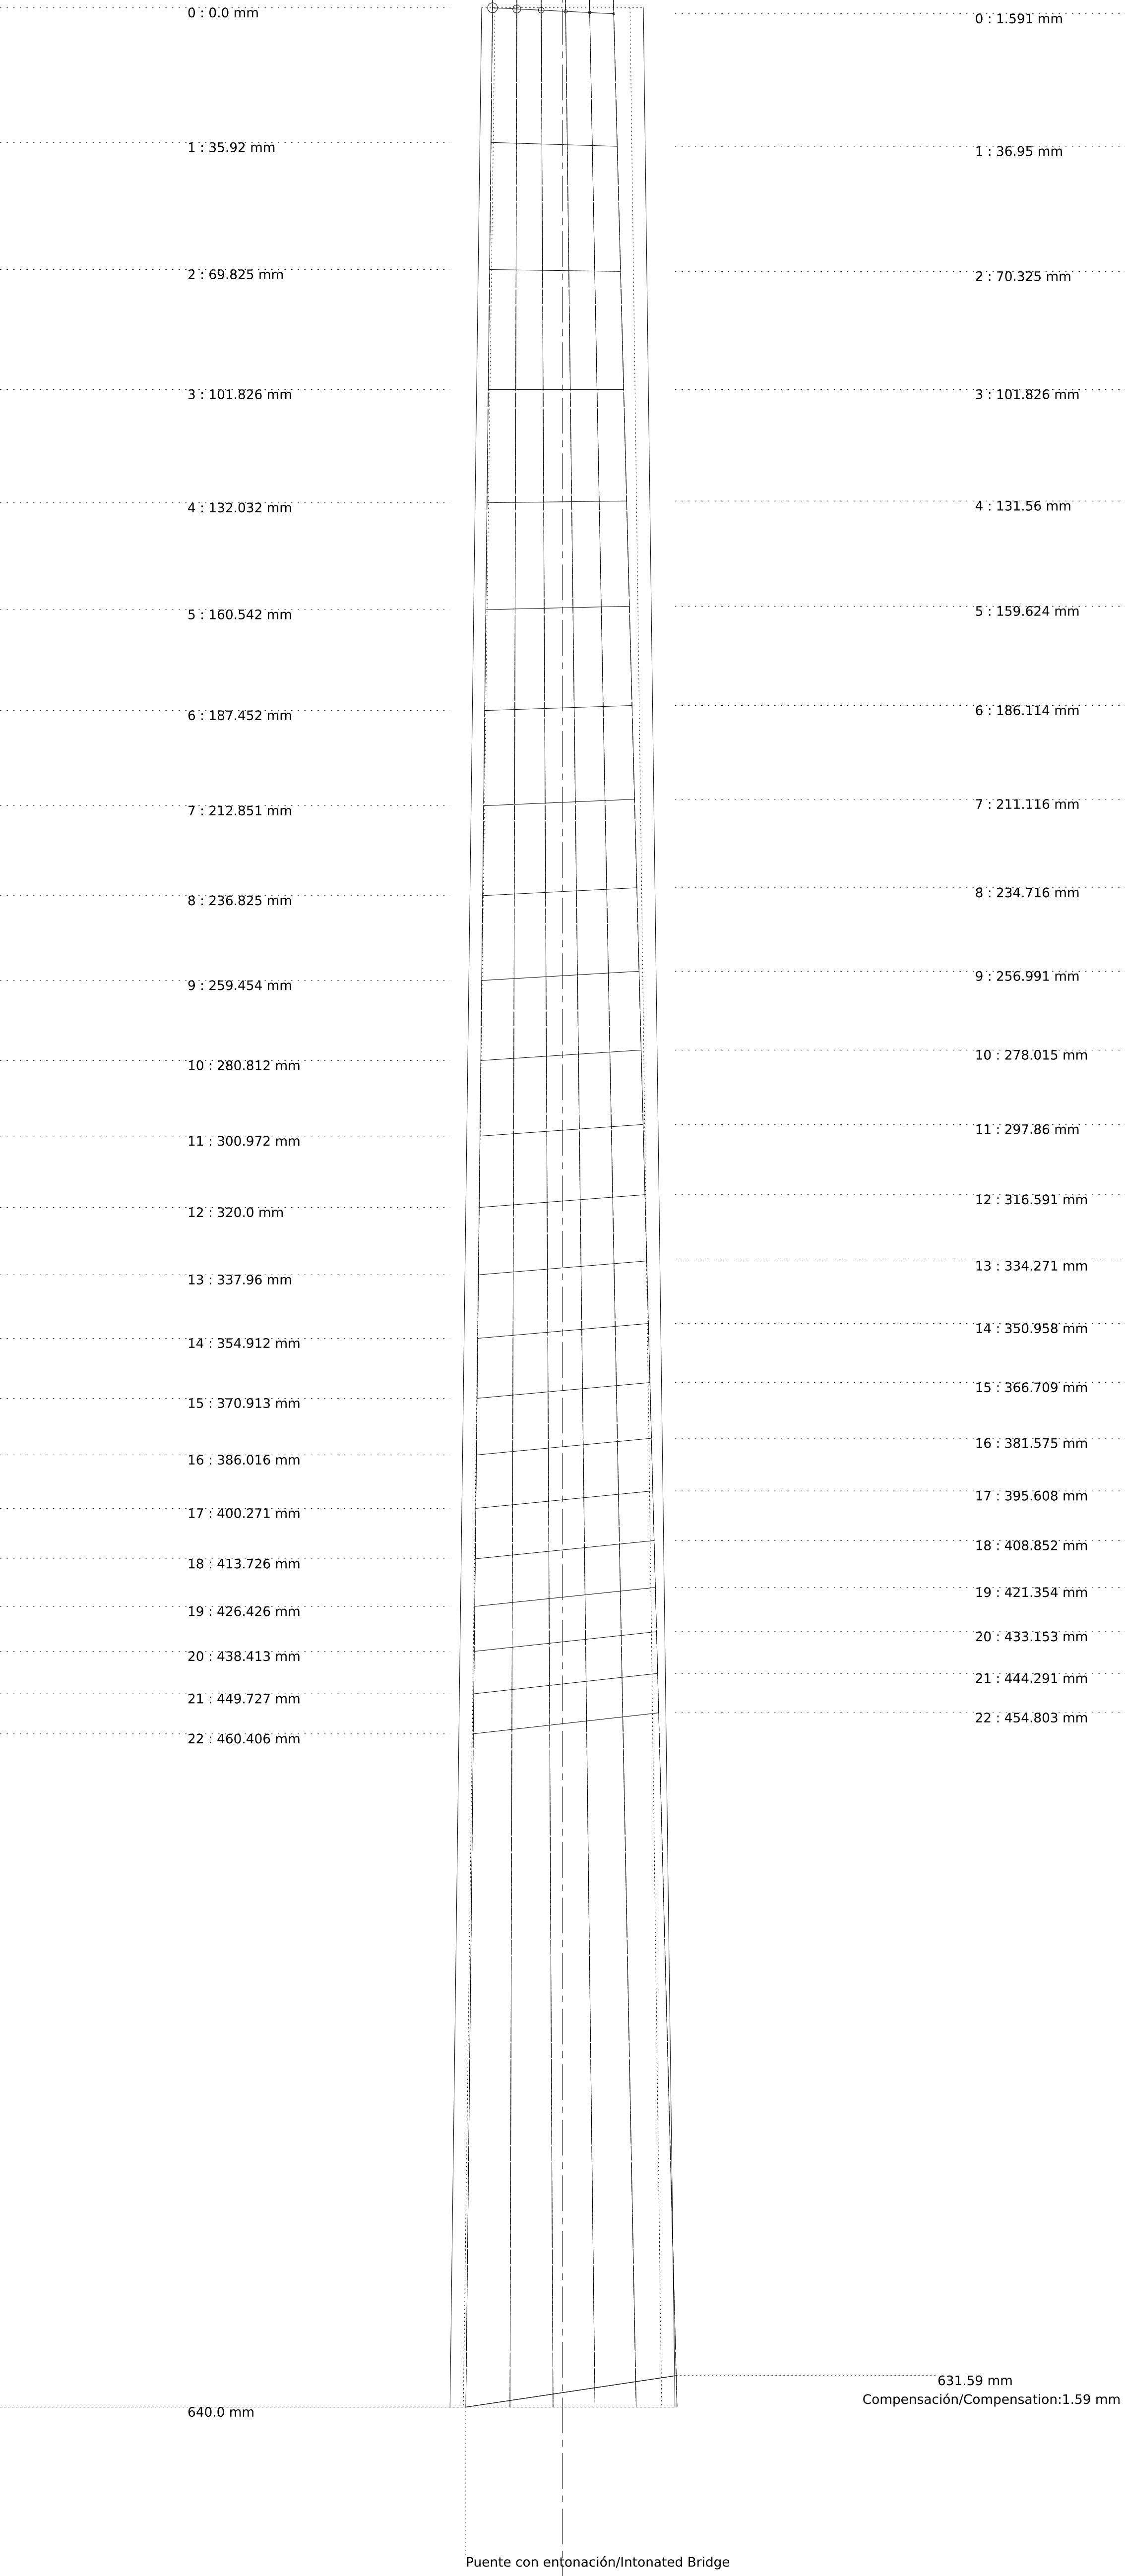 0 : 0.0 mm
0 : 1.591 mm
1 : 35.92 mm
1 : 36.95 mm
2 : 69.825 mm
2 : 70.325 mm
3 : 101.826 mm
3 : 101.826 mm
4 : 132.032 mm
4 : 131.56 mm
5 : 160.542 mm
5 : 159.624 mm
6 : 187.452 mm
6 : 186.114 mm
7 : 212.851 mm
7 : 211.116 mm
8 : 236.825 mm
8 : 234.716 mm
9 : 259.454 mm
9 : 256.991 mm
10 : 280.812 mm
10 : 278.015 mm
11 : 300.972 mm
11 : 297.86 mm
12 : 320.0 mm
12 : 316.591 mm
13 : 337.96 mm
13 : 334.271 mm
14 : 354.912 mm
14 : 350.958 mm
15 : 370.913 mm
15 : 366.709 mm
16 : 386.016 mm
16 : 381.575 mm
17 : 400.271 mm
17 : 395.608 mm
18 : 413.726 mm
18 : 408.852 mm
19 : 426.426 mm
19 : 421.354 mm
20 : 438.413 mm
20 : 433.153 mm
21 : 449.727 mm
21 : 444.291 mm
22 : 460.406 mm
22 : 454.803 mm
631.59 mm
Compensación/Compensation:1.59 mm
640.0 mm
Puente con entonación/Intonated Bridge